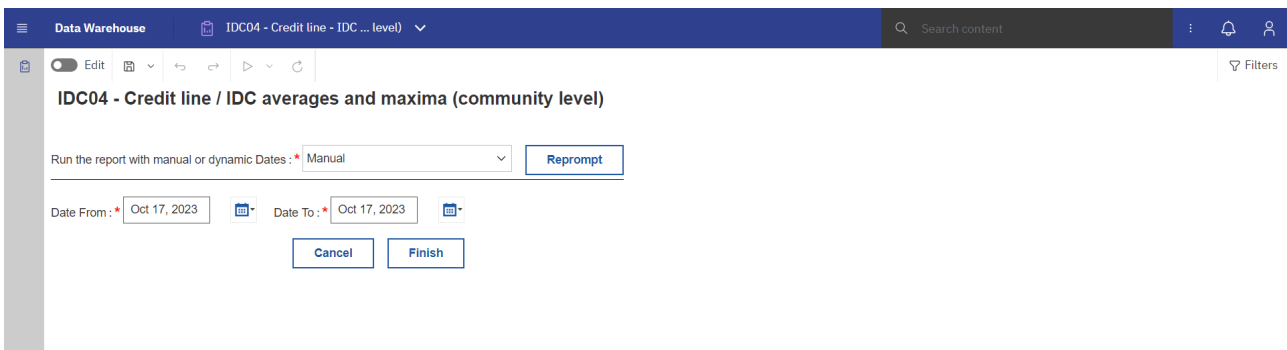 Data Warehouse IDC04 - Credit line - IDC ... level) Search content
Edit Filters
IDC04 - Credit line / IDC averages and maxima (community level)
Run the report with manual or dynamic Dates : * Manual Reprompt
Date From : * Oct 17, 2023 Date To : * Oct 17, 2023
Cancel Finish